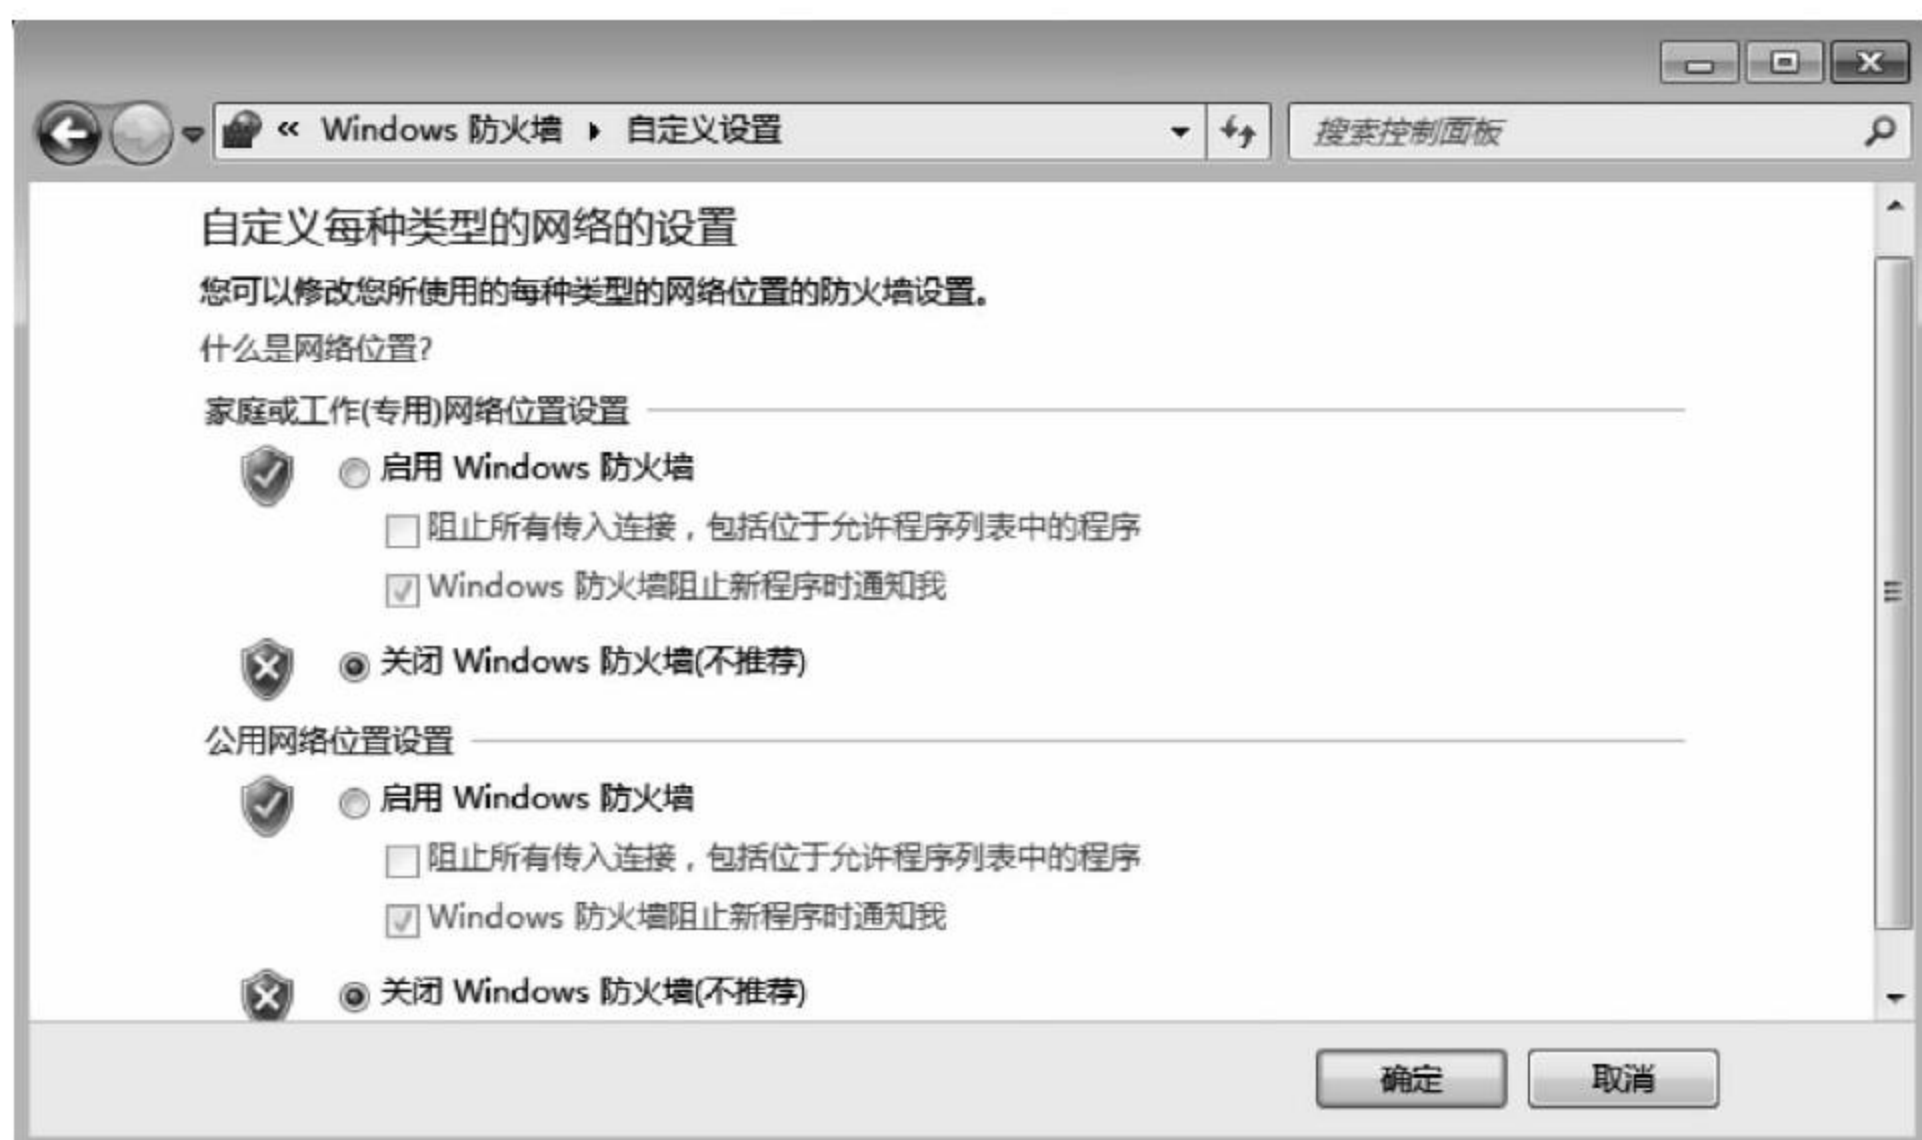 « Windows 防火墙 ▸ 自定义设置
搜索控制面板
自定义每种类型的网络的设置
您可以修改您所使用的每种类型的网络位置的防火墙设置。
什么是网络位置?
家庭或工作(专用)网络位置设置
启用 Windows 防火墙
阻止所有传入连接，包括位于允许程序列表中的程序
Windows 防火墙阻止新程序时通知我
关闭 Windows 防火墙(不推荐)
公用网络位置设置
启用 Windows 防火墙
阻止所有传入连接，包括位于允许程序列表中的程序
Windows 防火墙阻止新程序时通知我
关闭 Windows 防火墙(不推荐)
确定
取消